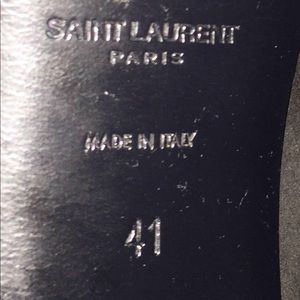 SAINT LAURENT
PARIS
MADE IN ITALY
41